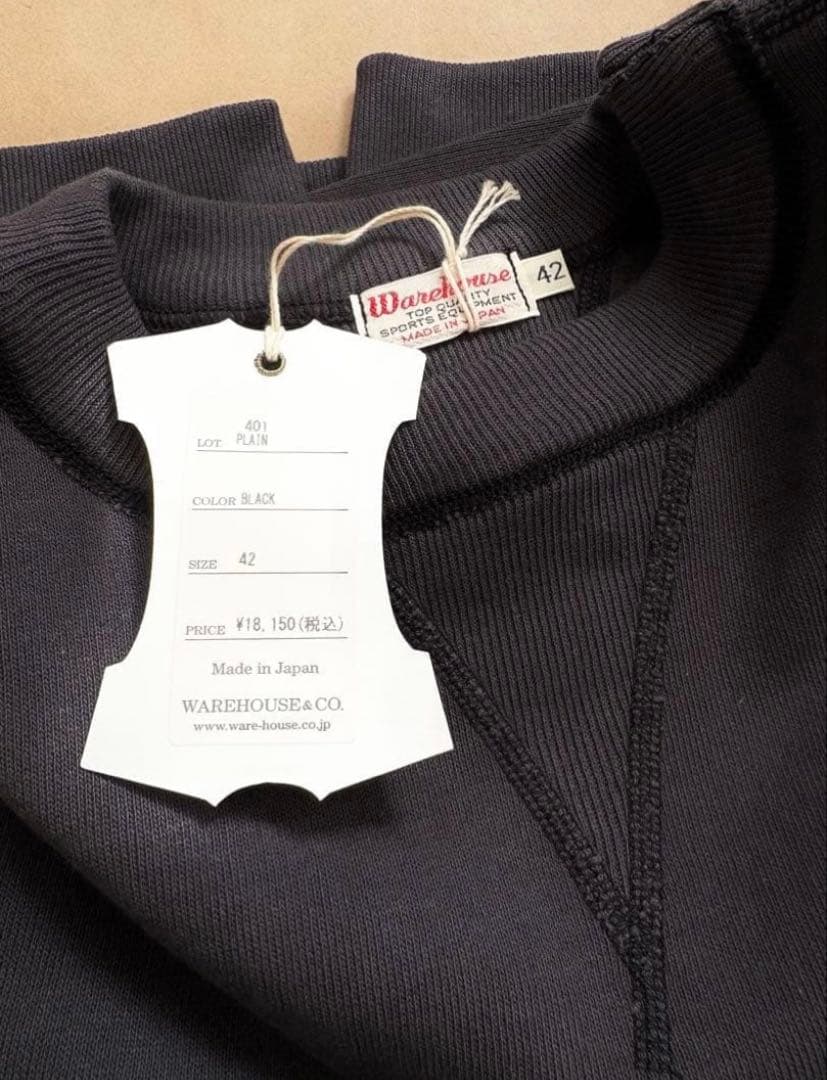 Warehouse
TOP QUALITY
SPORTS EQUIPMENT
MADE IN JAPAN
42
401
LOT PLAIN
COLOR BLACK
SIZE 42
PRICE ¥18,150(税込)
Made in Japan
WAREHOUSE & CO.
www.ware-house.co.jp